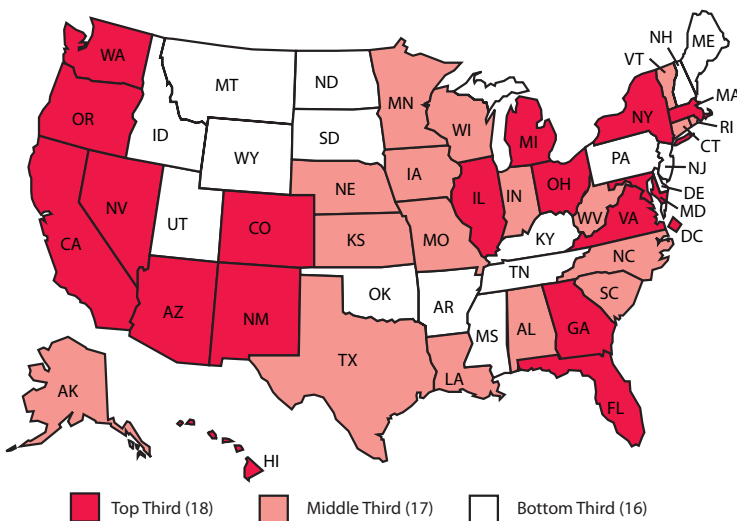 NH
ME
WA
VT
MT
ND
MN
MA
OR
NY
ID
SD
WI
RI
MI
CT
WY
PA
IA
NJ
NE
OH
DE
NV
IL
IN
MD
UT
WV
VA
CO
CA
KS
MO
KY
DC
NC
TN
OK
AZ
NM
AR
SC
MS
AL
GA
TX
LA
AK
FL
HI
Top Third (18)
Middle Third (17)
Bottom Third (16)